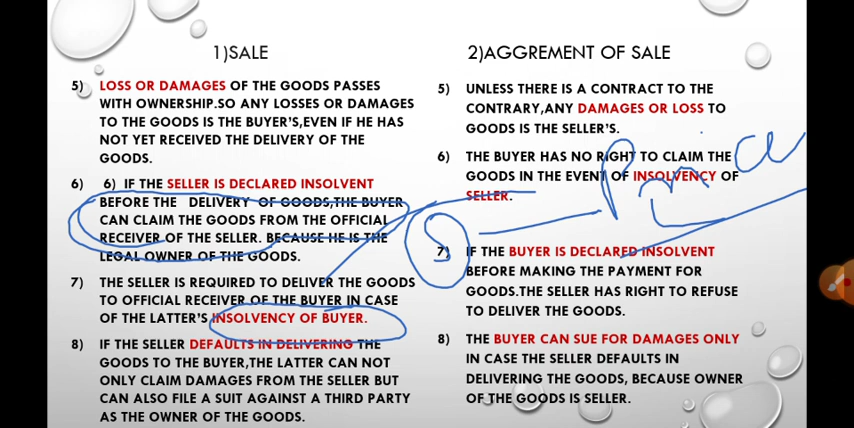 1)SALE
5) LOSS OR DAMAGES OF THE GOODS PASSES
WITH OWNERSHIP.SO ANY LOSSES OR DAMAGES
TO THE GOODS IS THE BUYER'S,EVEN IF HE HAS
NOT YET RECEIVED THE DELIVERY OF THE
GOODS.
6) 6) IF THE SELLER IS DECLARED INSOLVENT
BEFORE THE DELIVERY OF GOODS,THE BUYER
CAN CLAIM THE GOODS FROM THE OFFICIAL
RECEIVER OF THE SELLER. BECAUSE HE IS THE
LEGAL OWNER OF THE GOODS.
7) THE SELLER IS REQUIRED TO DELIVER THE GOODS
TO OFFICIAL RECEIVER OF THE BUYER IN CASE
OF THE LATTER'S INSOLVENCY OF BUYER.
8) IF THE SELLER DEFAULTS IN DELIVERING THE
GOODS TO THE BUYER,THE LATTER CAN NOT
ONLY CLAIM DAMAGES FROM THE SELLER BUT
CAN ALSO FILE A SUIT AGAINST A THIRD PARTY
AS THE OWNER OF THE GOODS.
2)AGGREMENT OF SALE
5) UNLESS THERE IS A CONTRACT TO THE
CONTRARY,ANY DAMAGES OR LOSS TO
GOODS IS THE SELLER'S.
6) THE BUYER HAS NO RIGHT TO CLAIM THE
GOODS IN THE EVENT OF INSOLVENCY OF
SELLER.
7) IF THE BUYER IS DECLARED INSOLVENT
BEFORE MAKING THE PAYMENT FOR
GOODS.THE SELLER HAS RIGHT TO REFUSE
TO DELIVER THE GOODS.
8) THE BUYER CAN SUE FOR DAMAGES ONLY
IN CASE THE SELLER DEFAULTS IN
DELIVERING THE GOODS, BECAUSE OWNER
OF THE GOODS IS SELLER.
S